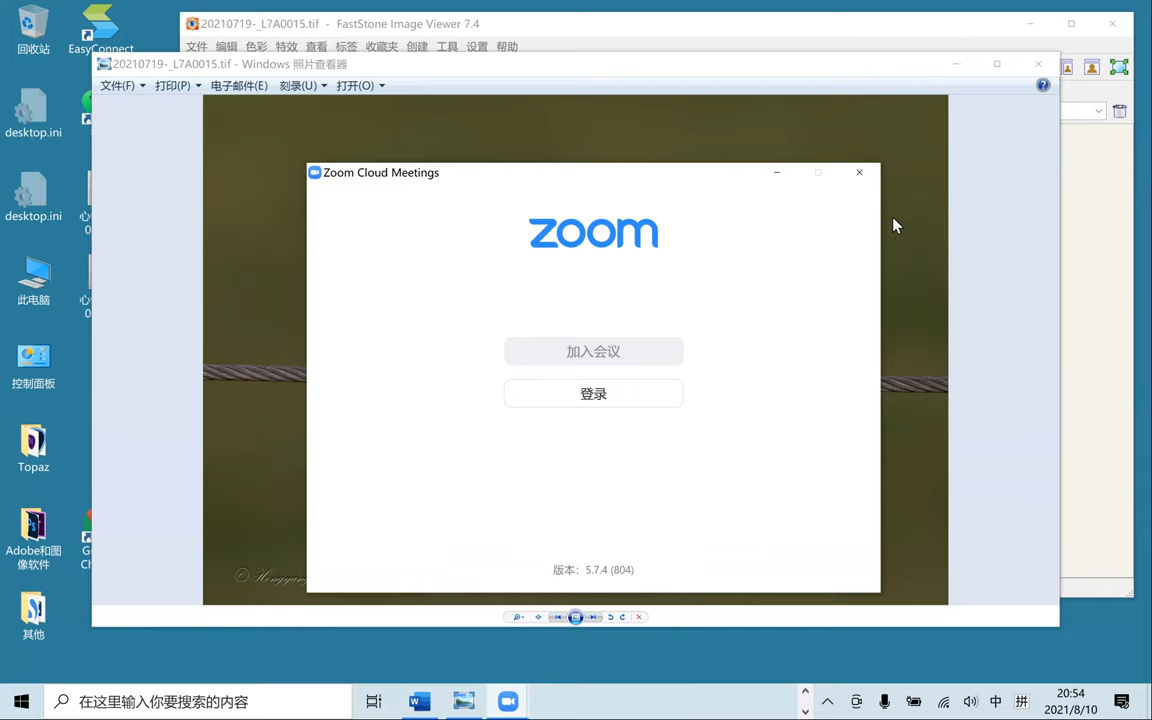 回收站
EasyConnect
desktop.ini
desktop.ini
此电脑
控制面板
Topaz
Adobe和图
像软件
其他
20210719-_L7A0015.tif - FastStone Image Viewer 7.4
文件 编辑 色彩 特效 查看 标签 收藏夹 创建 工具 设置 帮助
20210719-_L7A0015.tif - Windows 照片查看器
文件(F) 打印(P) 电子邮件(E) 刻录(U) 打开(O)
Zoom Cloud Meetings
zoom
加入会议
登录
版本: 5.7.4 (804)
在这里输入你要搜索的内容
中 拼
20:54
2021/8/10